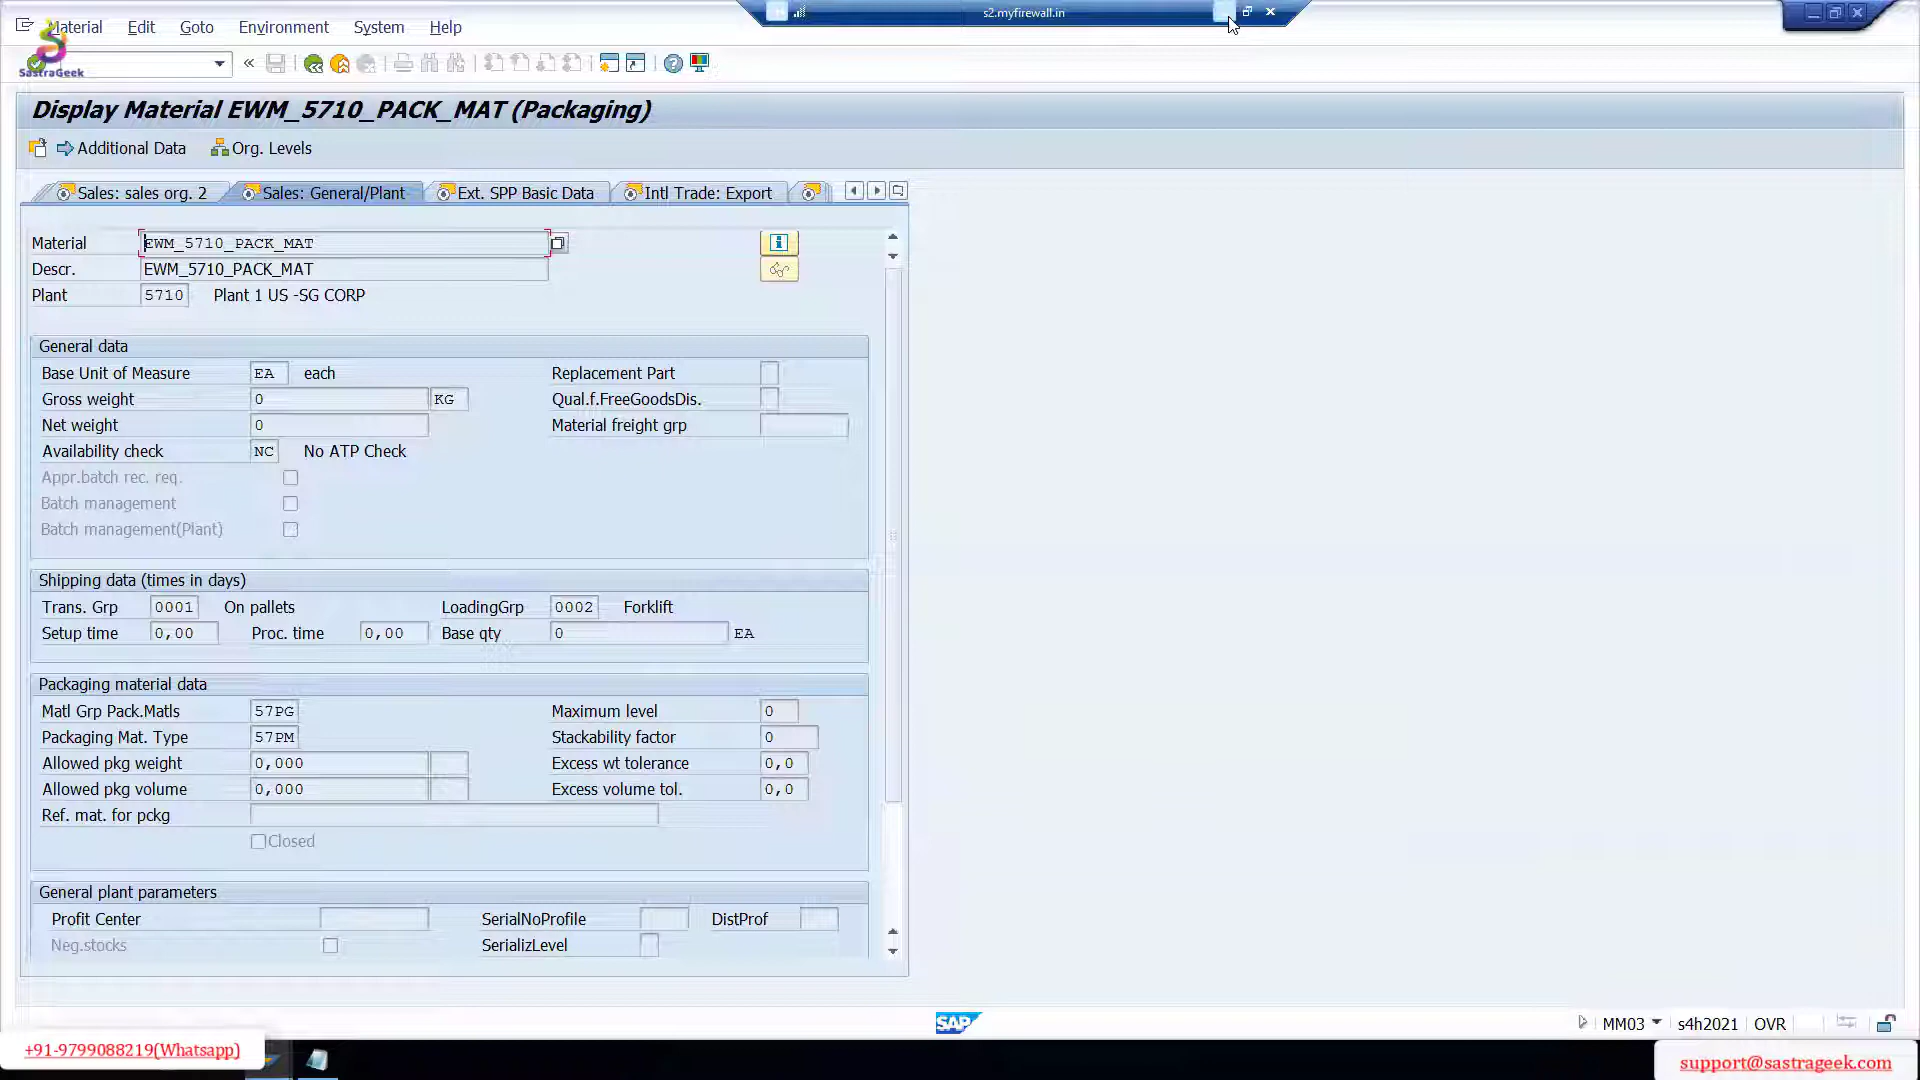 s2.myfirewall.in
Material Edit Goto Environment System Help
SastraGeek
Display Material EWM_5710_PACK_MAT (Packaging)
Additional Data Org. Levels
Sales: sales org. 2 Sales: General/Plant Ext. SPP Basic Data Intl Trade: Export
Material EWM_5710_PACK_MAT
Descr. EWM_5710_PACK_MAT
Plant 5710 Plant 1 US -SG CORP
General data
Base Unit of Measure EA each Replacement Part
Gross weight 0 KG Qual.f.FreeGoodsDis.
Net weight 0 Material freight grp
Availability check NC No ATP Check
Appr.batch rec. req.
Batch management
Batch management(Plant)
Shipping data (times in days)
Trans. Grp 0001 On pallets LoadingGrp 0002 Forklift
Setup time 0,00 Proc. time 0,00 Base qty 0 EA
Packaging material data
Matl Grp Pack.Matls 57PG Maximum level 0
Packaging Mat. Type 57PM Stackability factor 0
Allowed pkg weight 0,000 Excess wt tolerance 0,0
Allowed pkg volume 0,000 Excess volume tol. 0,0
Ref. mat. for pckg
Closed
General plant parameters
Profit Center SerialNoProfile DistProf
Neg.stocks SerializLevel
SAP MM03 s4h2021 OVR
+91-9799088219(Whatsapp)
support@sastrageek.com